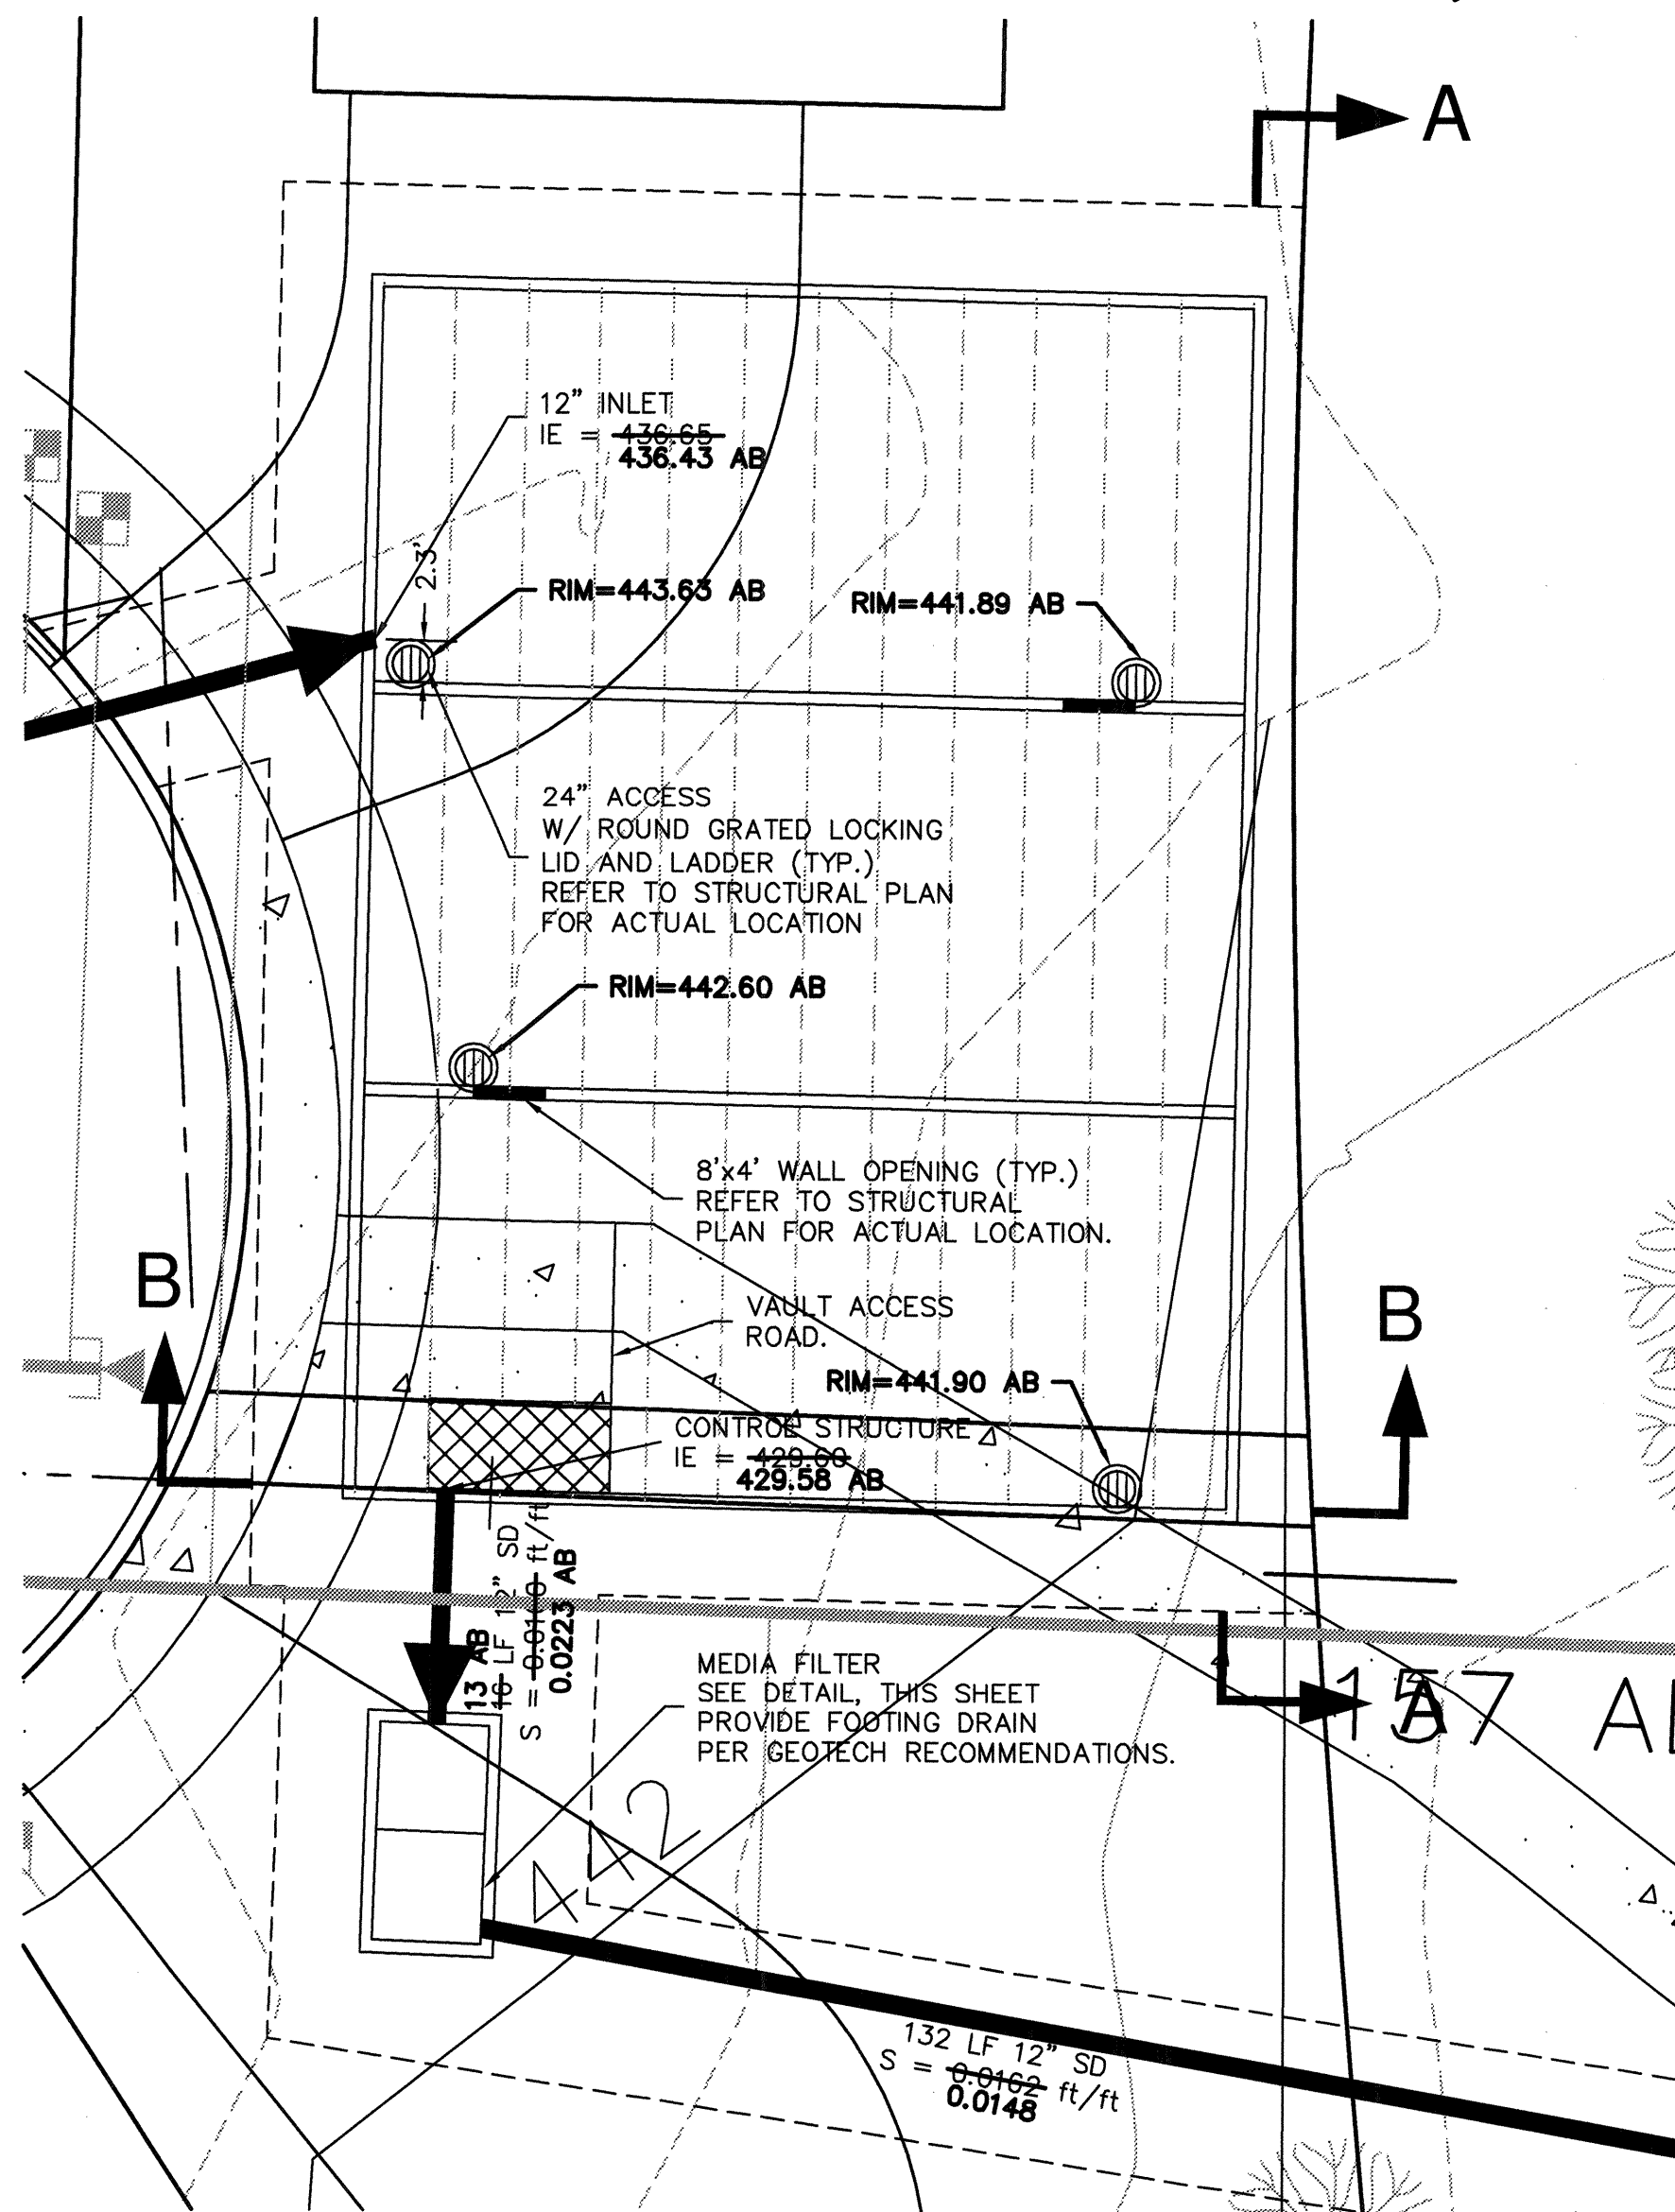 A
12" INLET
IE = 436.65
436.43 AB
2.3'
RIM=443.63 AB
RIM=441.89 AB
24" ACCESS
W/ ROUND GRATED LOCKING
LID AND LADDER (TYP.)
REFER TO STRUCTURAL PLAN
FOR ACTUAL LOCATION
RIM=442.60 AB
8'x4' WALL OPENING (TYP.)
REFER TO STRUCTURAL
PLAN FOR ACTUAL LOCATION.
B
B
VAULT ACCESS
ROAD.
RIM=441.90 AB
CONTROL STRUCTURE
IE = 429.60
429.58 AB
13 AB
16 LF 12" SD
S = 0.0100 ft/ft
0.0223 AB
MEDIA FILTER
SEE DETAIL, THIS SHEET
PROVIDE FOOTING DRAIN
PER GEOTECH RECOMMENDATIONS.
A
157
442
132 LF 12" SD
S = 0.0162 ft/ft
0.0148